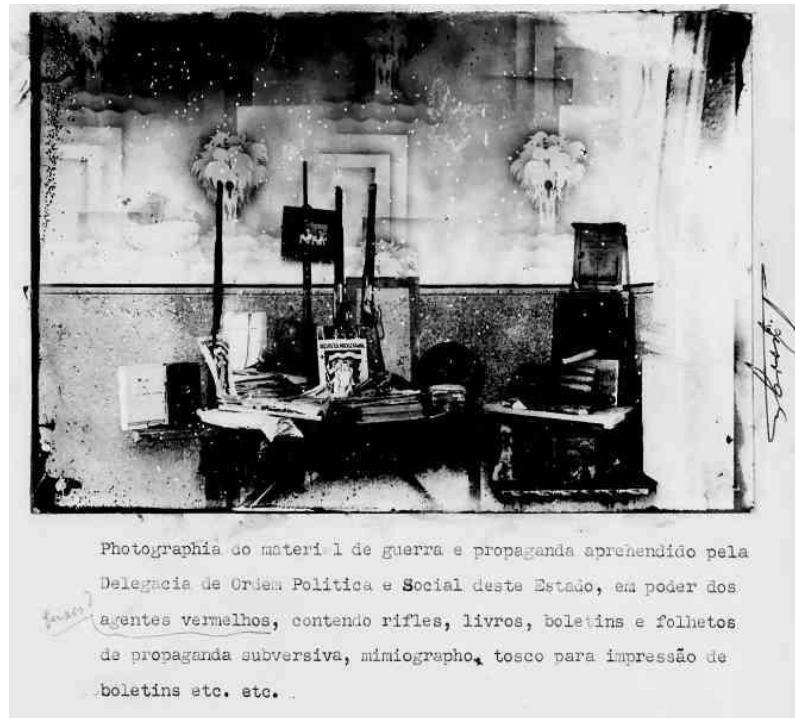 Photographia do materi l de guerra e propaganda aprehendido pela
Delegacia de Ordem Politica e Social deste Estado, em poder dos
agentes vermelhos, contendo rifles, livros, boletins e folhetos
de propaganda subversiva, mimiographo, tosco para impressão de
boletins etc. etc.